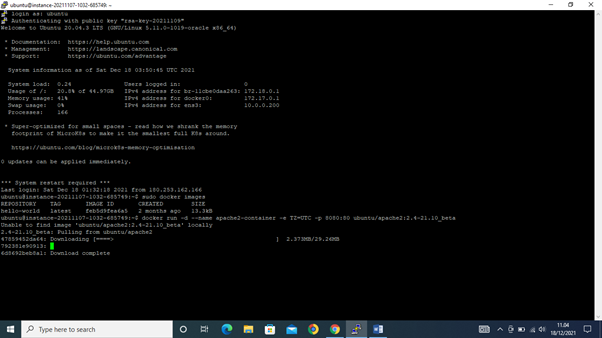 ubuntu@instance-20211107-1032-685749: ~
login as: ubuntu
Authenticating with public key "rsa-key-20211109"
Welcome to Ubuntu 20.04.3 LTS (GNU/Linux 5.11.0-1019-oracle x86_64)
* Documentation: https://help.ubuntu.com
* Management: https://landscape.canonical.com
* Support: https://ubuntu.com/advantage
System information as of Sat Dec 18 03:50:45 UTC 2021
System load: 0.24 Users logged in: 0
Usage of /: 20.8% of 44.97GB IPv4 address for br-11cbe0daa263: 172.18.0.1
Memory usage: 41% IPv4 address for docker0: 172.17.0.1
Swap usage: 0% IPv4 address for ens3: 10.0.0.200
Processes: 166
* Super-optimized for small spaces - read how we shrank the memory
footprint of MicroK8s to make it the smallest full K8s around.
https://ubuntu.com/blog/microk8s-memory-optimisation
0 updates can be applied immediately.
*** System restart required ***
Last login: Sat Dec 18 01:32:18 2021 from 180.253.162.166
ubuntu@instance-20211107-1032-685749:~$ sudo docker images
REPOSITORY TAG IMAGE ID CREATED SIZE
hello-world latest feb5d9fea6a5 2 months ago 13.3kB
ubuntu@instance-20211107-1032-685749:~$ docker run -d --name apache2-container -e TZ=UTC -p 8080:80 ubuntu/apache2:2.4-21.10_beta
Unable to find image 'ubuntu/apache2:2.4-21.10_beta' locally
2.4-21.10_beta: Pulling from ubuntu/apache2
47859452da64: Downloading [====> ] 2.373MB/29.26MB
792381e90913:
6d8692beb8a1: Download complete
Type here to search
11.04
18/12/2021